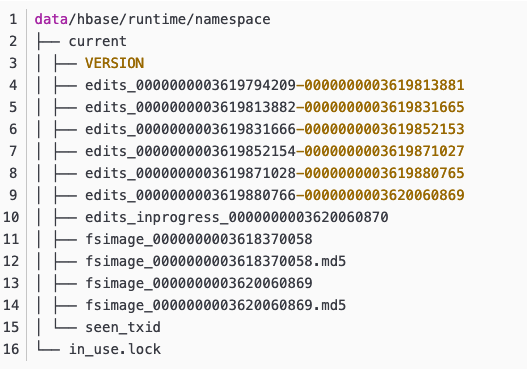 1 data/hbase/runtime/namespace
2 ├── current
3 │ ├── VERSION
4 │ ├── edits_0000000003619794209-0000000003619813881
5 │ ├── edits_0000000003619813882-0000000003619831665
6 │ ├── edits_0000000003619831666-0000000003619852153
7 │ ├── edits_0000000003619852154-0000000003619871027
8 │ ├── edits_0000000003619871028-0000000003619880765
9 │ ├── edits_0000000003619880766-0000000003620060869
10 │ ├── edits_inprogress_0000000003620060870
11 │ ├── fsimage_0000000003618370058
12 │ ├── fsimage_0000000003618370058.md5
13 │ ├── fsimage_0000000003620060869
14 │ ├── fsimage_0000000003620060869.md5
15 │ └── seen_txid
16 └── in_use.lock